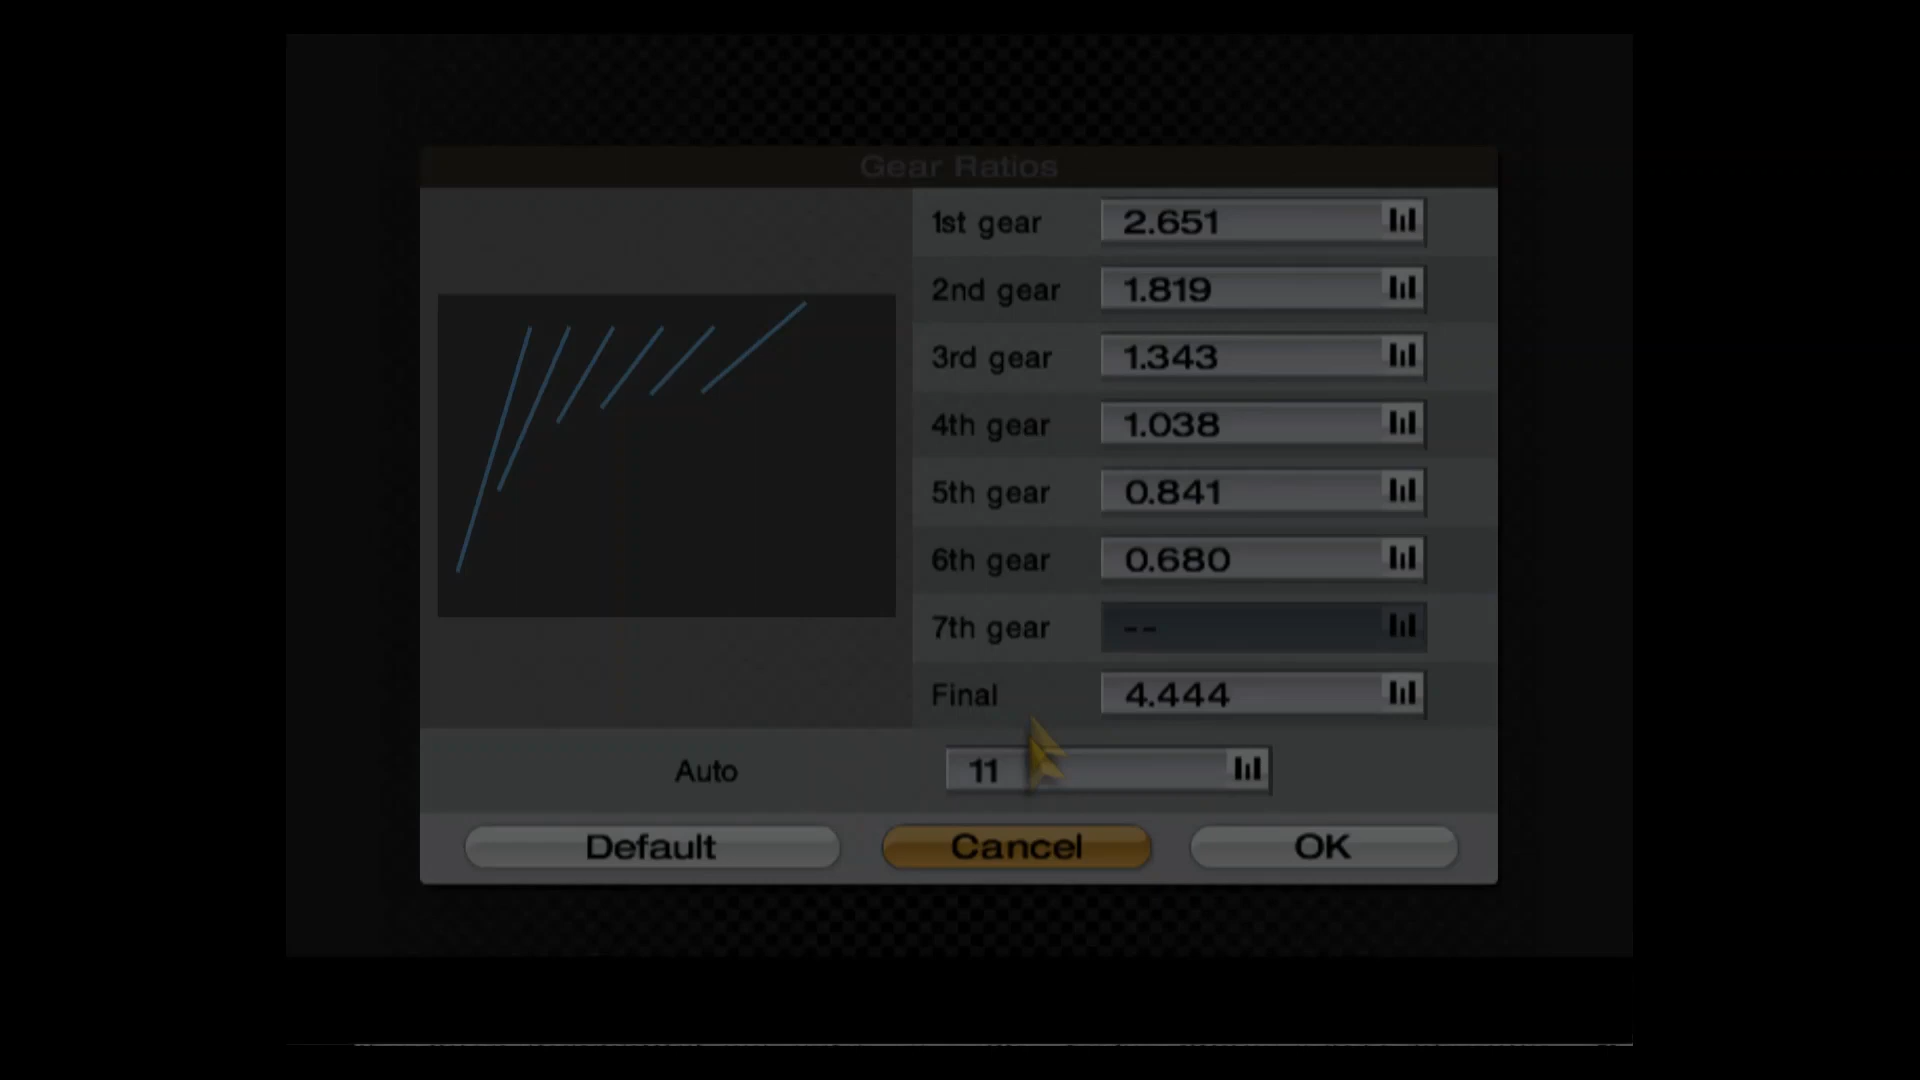 Gear Ratios
1st gear 2.651
2nd gear 1.819
3rd gear 1.343
4th gear 1.038
5th gear 0.841
6th gear 0.680
7th gear --
Final 4.444
Auto 11
Default Cancel OK